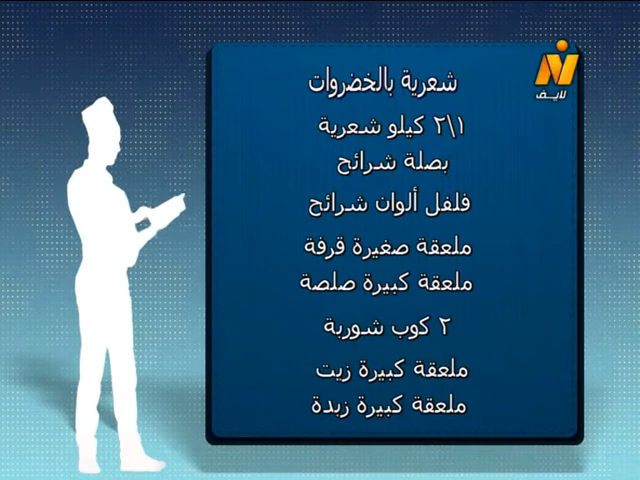 شعرية بالخضروات
١\٢ كيلو شعرية
بصلة شرائح
فلفل ألوان شرائح
ملعقة صغيرة قرفة
ملعقة كبيرة صلصة
٢ كوب شوربة
ملعقة كبيرة زيت
ملعقة كبيرة زبدة
لايف